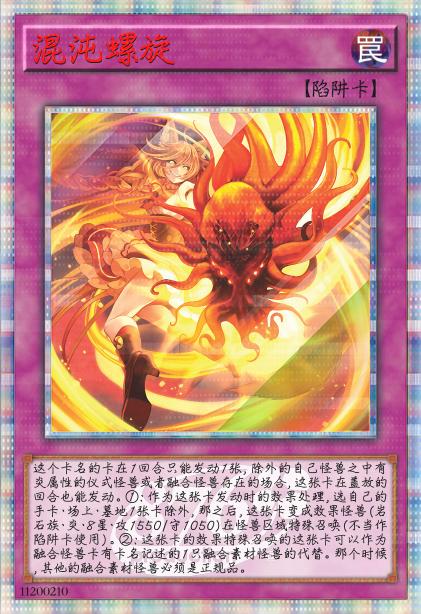 混沌螺旋
罠
【陷阱卡】
这个卡名的卡在1回合只能发动1张,除外的自己怪兽之中有
炎属性的仪式怪兽或者融合怪兽存在的场合,这张卡在盖放的
回合也能发动。①:作为这张卡发动时的效果处理,选自己的
手卡·场上·墓地1张卡除外,那之后,这张卡变成效果怪兽(岩
石族·炎·8星·攻1550/守1050)在怪兽区域特殊召唤(不当作
陷阱卡使用)。②:这张卡的效果特殊召唤的这张卡可以作为
融合怪兽卡有卡名记述的1只融合素材怪兽的代替。那个时候
,其他的融合素材怪兽必须是正规品。
11200210